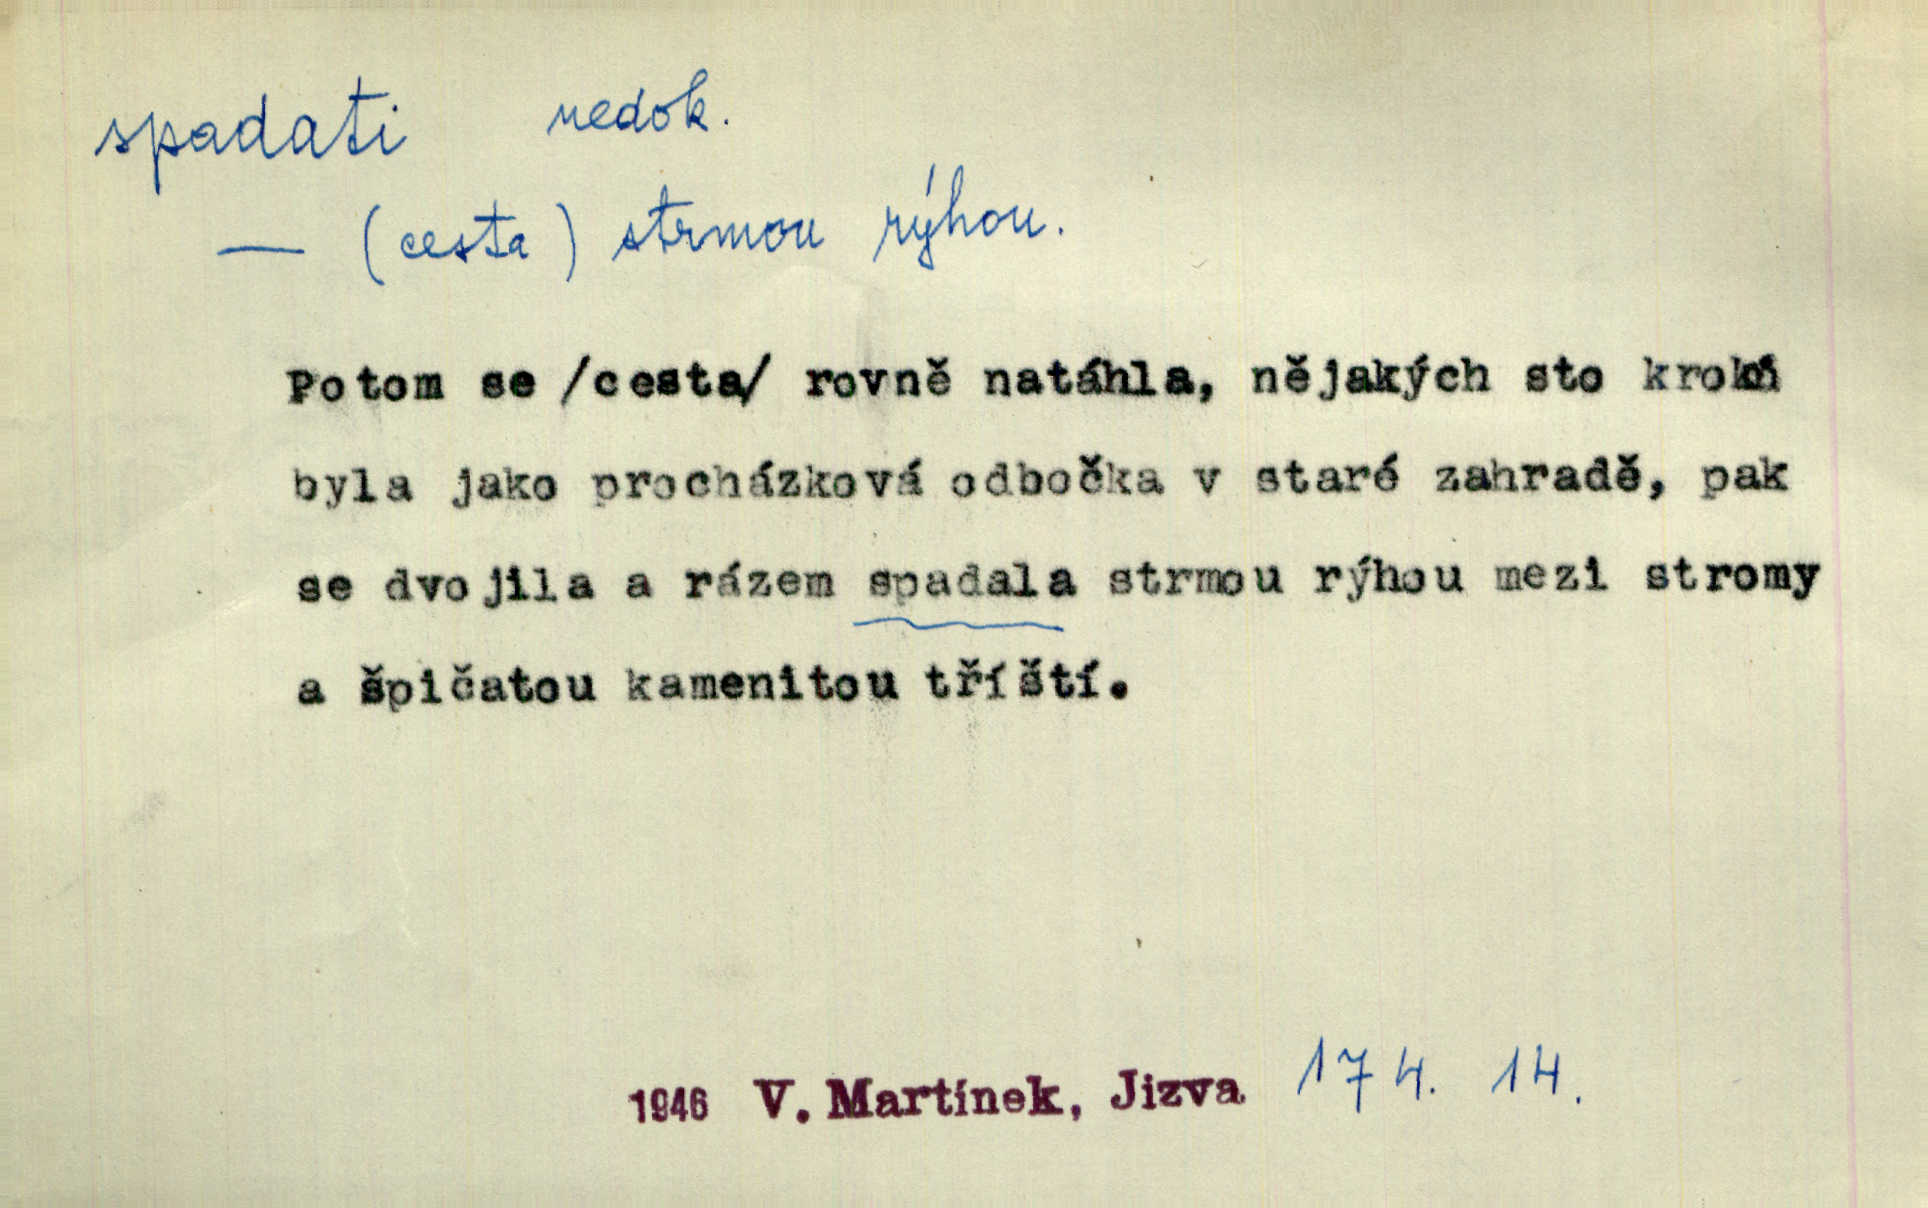 spadati nedok.
— (cesta) strmou rýhou.
Potom se /cesta/ rovně natáhla, nějakých sto kroků
byla jako procházková odbočka v staré zahradě, pak
se dvojila a rázem spadala strmou rýhou mezi stromy
a špičatou kamenitou tříští.
1946 V. Martínek, Jizva 174. 14.